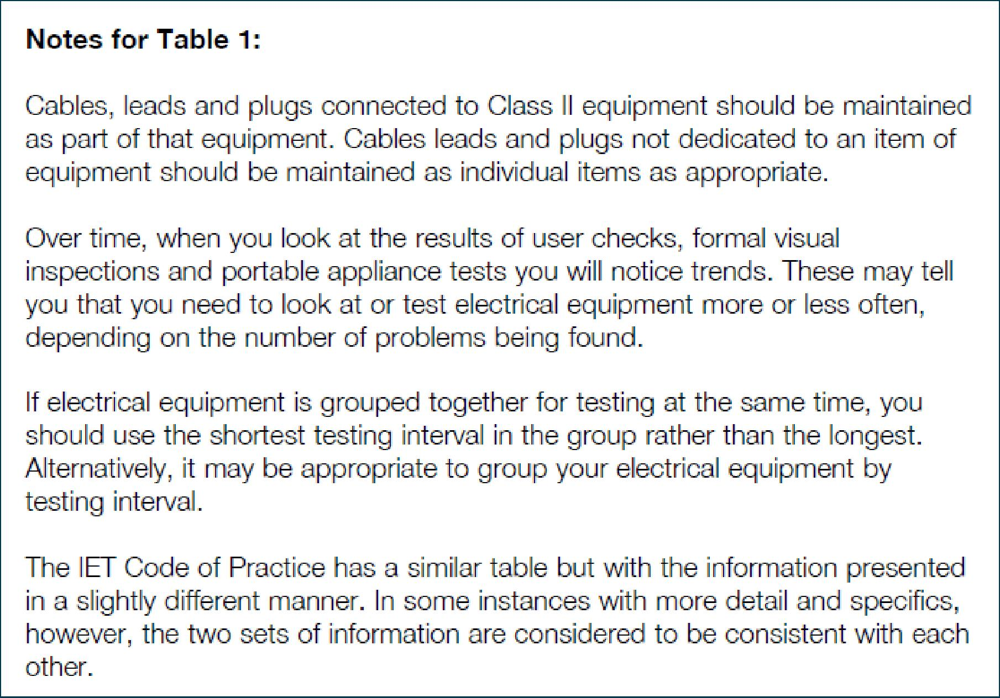 Notes for Table 1:
Cables, leads and plugs connected to Class II equipment should be maintained
as part of that equipment. Cables leads and plugs not dedicated to an item of
equipment should be maintained as individual items as appropriate.
Over time, when you look at the results of user checks, formal visual
inspections and portable appliance tests you will notice trends. These may tell
you that you need to look at or test electrical equipment more or less often,
depending on the number of problems being found.
If electrical equipment is grouped together for testing at the same time, you
should use the shortest testing interval in the group rather than the longest.
Alternatively, it may be appropriate to group your electrical equipment by
testing interval.
The IET Code of Practice has a similar table but with the information presented
in a slightly different manner. In some instances with more detail and specifics,
however, the two sets of information are considered to be consistent with each
other.